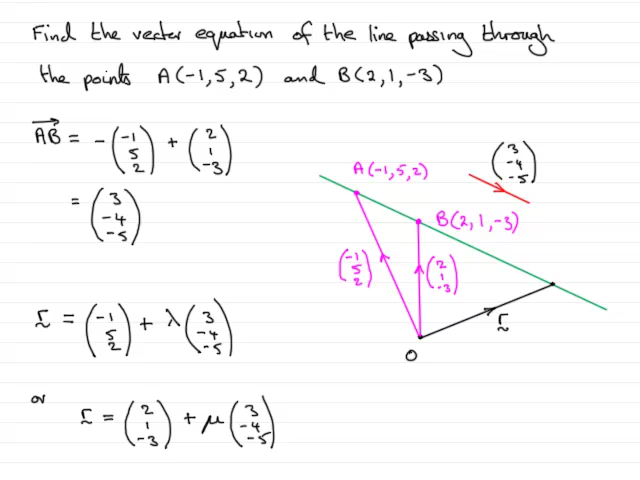 Find the vector equation of the line passing through
the points A(-1,5,2) and B(2,1,-3)
AB = -(-1 5 2) + (2 1 -3)
= (3 -4 -5)
r = (-1 5 2) + λ(3 -4 -5)
or
r = (2 1 -3) + μ(3 -4 -5)
(3 -4 -5)
A(-1,5,2)
B(2,1,-3)
(-1 5 2)
(2 1 -3)
r
O